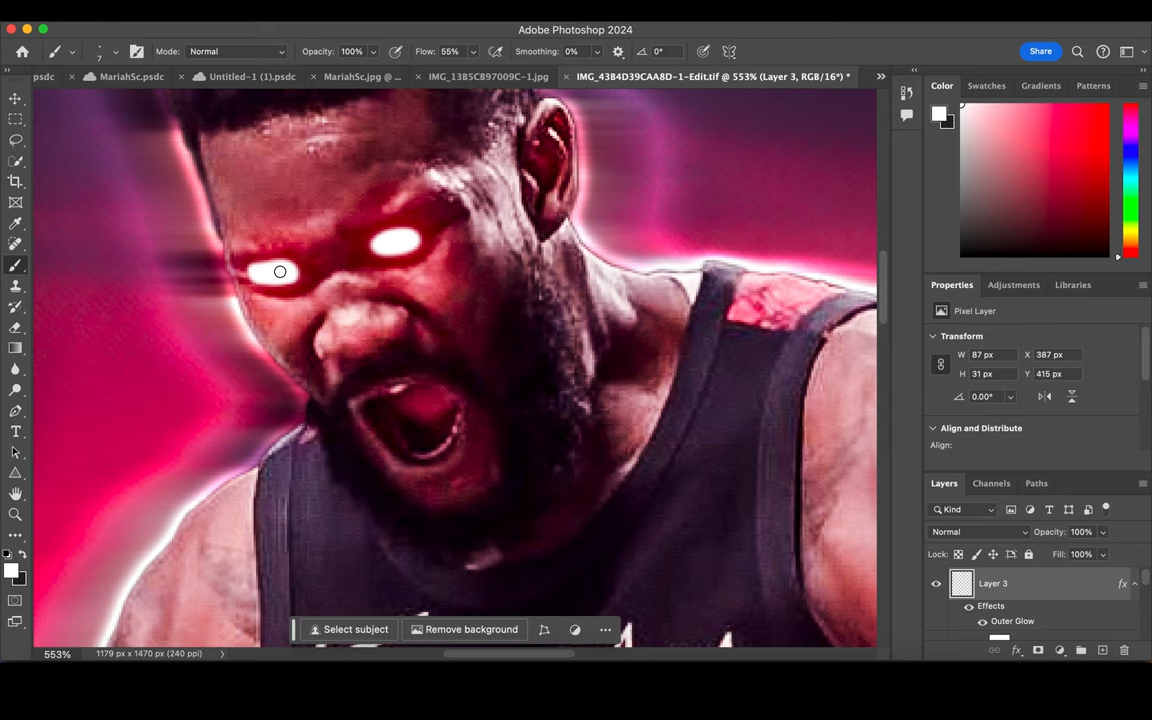 Adobe Photoshop 2024
7
Mode: Normal
Opacity: 100%
Flow: 55%
Smoothing: 0%
0°
Share
psdc
MariahSc.psdc
Untitled-1 (1).psdc
MariahSc.jpg @ ...
IMG_13B5CB97009C-1.jpg
IMG_43B4D39CAA8D-1-Edit.tif @ 553% (Layer 3, RGB/16*) *
Color
Swatches
Gradients
Patterns
Properties
Adjustments
Libraries
Pixel Layer
Transform
W 87 px
X 387 px
H 31 px
Y 415 px
0.00°
Align and Distribute
Align:
Layers
Channels
Paths
Kind
Normal
Opacity: 100%
Lock:
Fill: 100%
Layer 3
fx
Effects
Outer Glow
Select subject
Remove background
553%
1179 px x 1470 px (240 ppi)
fx